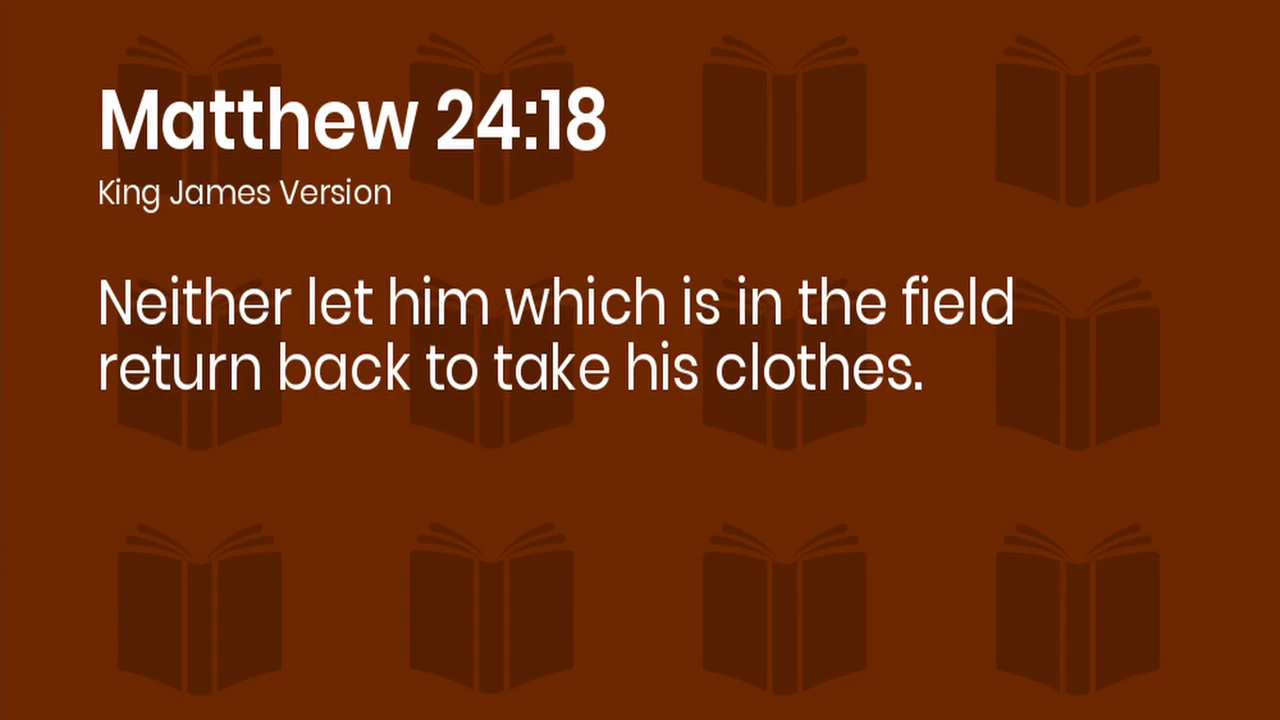 Matthew 24:18
King James Version
Neither let him which is in the field
return back to take his clothes.